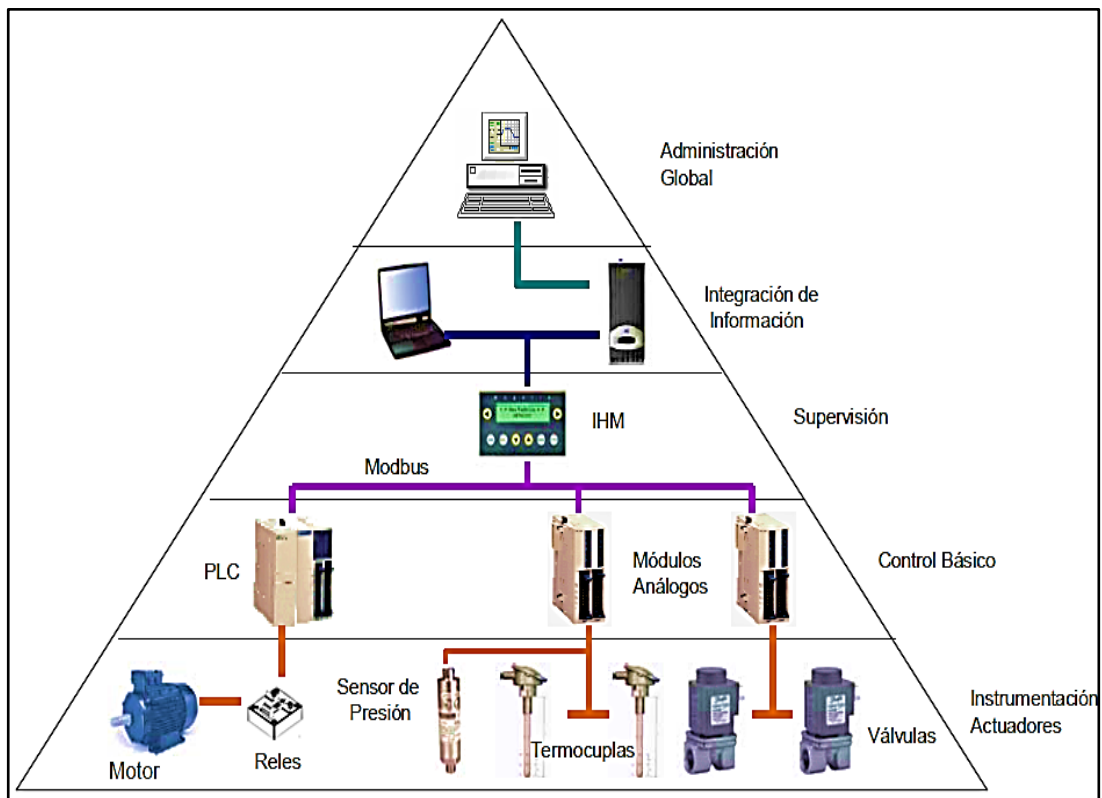 Administración
Global
Integración de
Información
IHM
Supervisión
Modbus
PLC
Módulos
Análogos
Control Básico
Sensor de
Presión
Motor
Reles
Termocuplas
Válvulas
Instrumentación
Actuadores